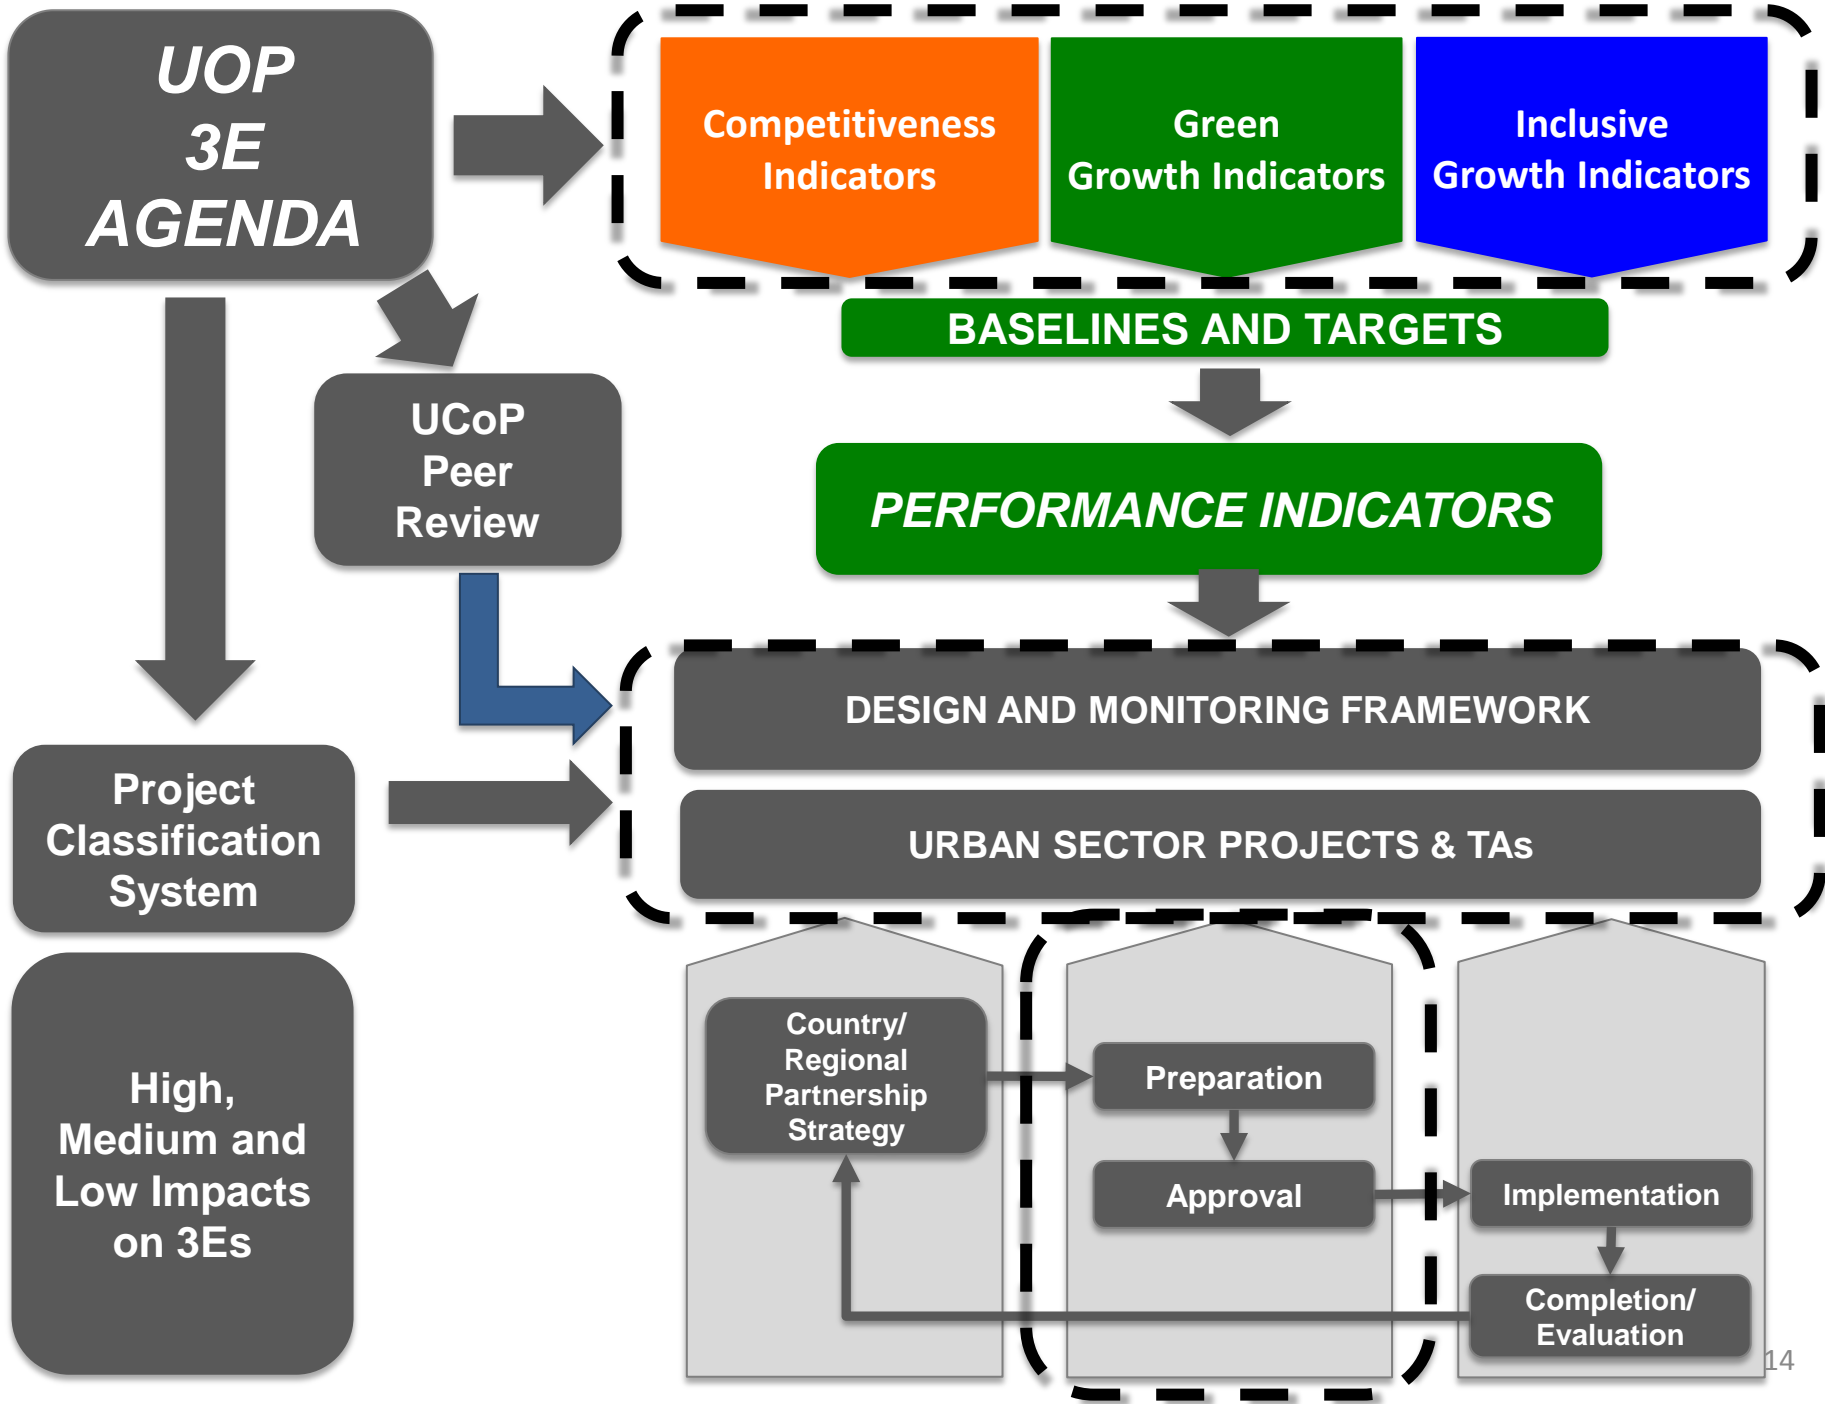 UOP
3E
AGENDA
Competitiveness
Indicators
Green
Growth Indicators
Inclusive
Growth Indicators
BASELINES AND TARGETS
UCoP
Peer
Review
PERFORMANCE INDICATORS
DESIGN AND MONITORING FRAMEWORK
Project
Classification
System
URBAN SECTOR PROJECTS & TAs
High,
Medium and
Low Impacts
on 3Es
Country/
Regional
Partnership
Strategy
Preparation
Approval
Implementation
Completion/
Evaluation
14